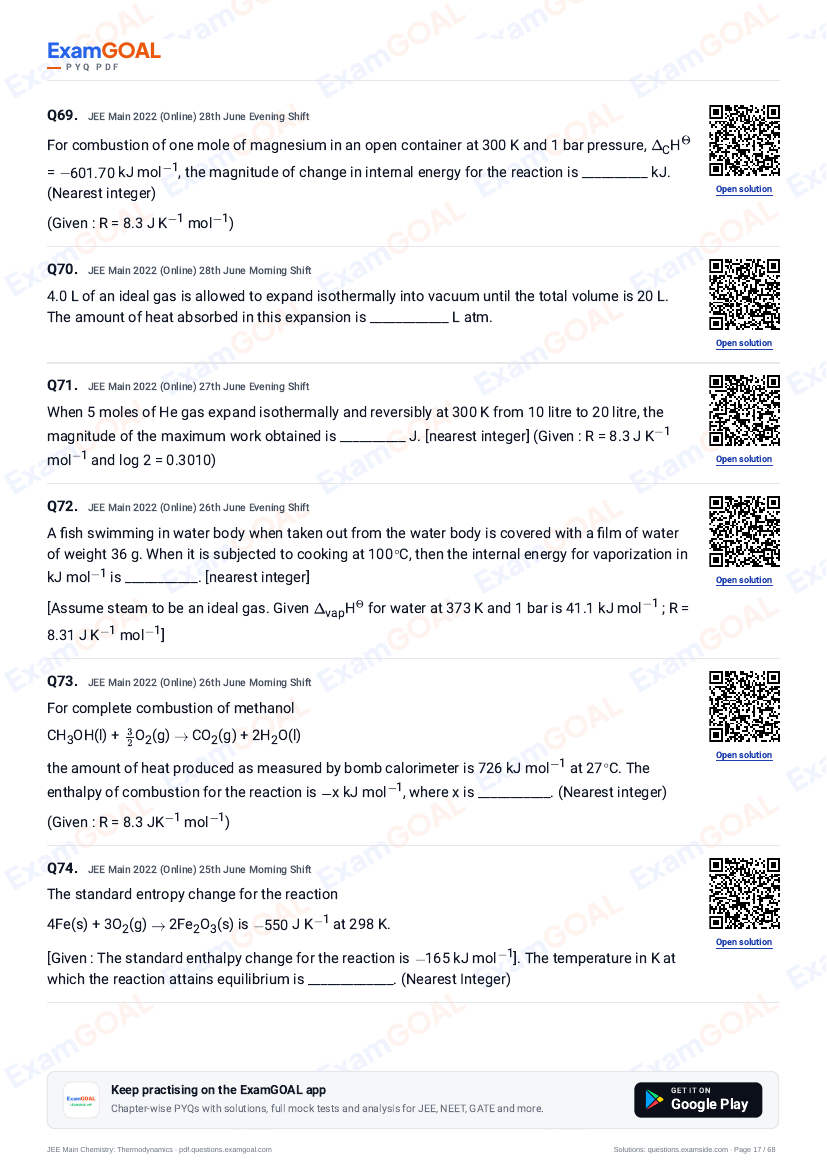 ExamGOAL
PYQ PDF
Q69. JEE Main 2022 (Online) 28th June Evening Shift
For combustion of one mole of magnesium in an open container at 300 K and 1 bar pressure, Δ_CH^Θ
= −601.70 kJ mol⁻¹, the magnitude of change in internal energy for the reaction is __________ kJ.
(Nearest integer)
(Given : R = 8.3 J K⁻¹ mol⁻¹)
Open solution
Q70. JEE Main 2022 (Online) 28th June Morning Shift
4.0 L of an ideal gas is allowed to expand isothermally into vacuum until the total volume is 20 L.
The amount of heat absorbed in this expansion is ____________ L atm.
Open solution
Q71. JEE Main 2022 (Online) 27th June Evening Shift
When 5 moles of He gas expand isothermally and reversibly at 300 K from 10 litre to 20 litre, the
magnitude of the maximum work obtained is __________ J. [nearest integer] (Given : R = 8.3 J K⁻¹
mol⁻¹ and log 2 = 0.3010)
Open solution
Q72. JEE Main 2022 (Online) 26th June Evening Shift
A fish swimming in water body when taken out from the water body is covered with a film of water
of weight 36 g. When it is subjected to cooking at 100°C, then the internal energy for vaporization in
kJ mol⁻¹ is ___________. [nearest integer]
[Assume steam to be an ideal gas. Given Δ_vapH^Θ for water at 373 K and 1 bar is 41.1 kJ mol⁻¹ ; R =
8.31 J K⁻¹ mol⁻¹]
Open solution
Q73. JEE Main 2022 (Online) 26th June Morning Shift
For complete combustion of methanol
CH₃OH(l) + 3/2 O₂(g) → CO₂(g) + 2H₂O(l)
the amount of heat produced as measured by bomb calorimeter is 726 kJ mol⁻¹ at 27°C. The
enthalpy of combustion for the reaction is −x kJ mol⁻¹, where x is ___________. (Nearest integer)
(Given : R = 8.3 JK⁻¹ mol⁻¹)
Open solution
Q74. JEE Main 2022 (Online) 25th June Morning Shift
The standard entropy change for the reaction
4Fe(s) + 3O₂(g) → 2Fe₂O₃(s) is −550 J K⁻¹ at 298 K.
[Given : The standard enthalpy change for the reaction is −165 kJ mol⁻¹]. The temperature in K at
which the reaction attains equilibrium is _____________. (Nearest Integer)
Open solution
ExamGOAL
Keep practising on the ExamGOAL app
Chapter-wise PYQs with solutions, full mock tests and analysis for JEE, NEET, GATE and more.
GET IT ON
Google Play
JEE Main Chemistry: Thermodynamics · pdf.questions.examgoal.com
Solutions: questions.examside.com · Page 17 / 68